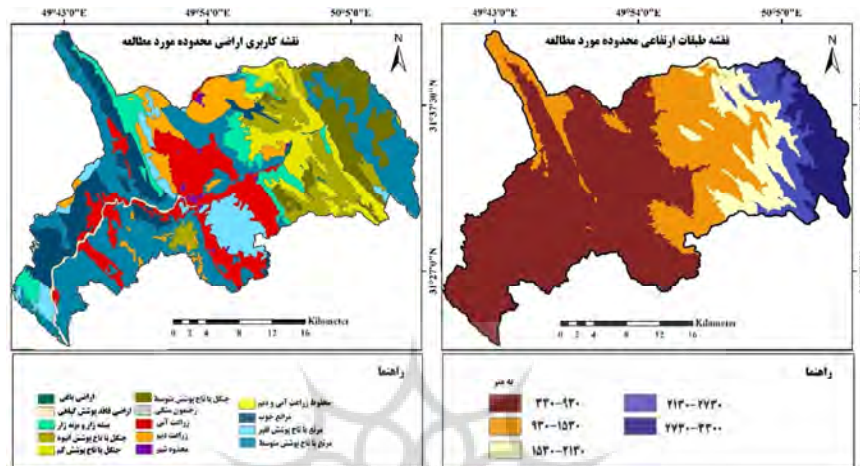 49°43'0"E 49°54'0"E 50°5'0"E
نقشه کاربری اراضی محدوده مورد مطالعه
N
Kilometer
0 2 4 8 12 16
راهنما
اراضی باغی
اراضی فاقد پوشش گیاهی
بیشه زار و درختچه زار
جنگل با تاج پوشش انبوه
جنگل با تاج پوشش کم
جنگل با تاج پوشش متوسط
رخنمون سنگی
زراعت آبی
زراعت دیم
محدوده شهر
مخلوط زراعت آبی و دیم
مراتع خوب
مرتع با تاج پوشش فقیر
مرتع با تاج پوشش متوسط
49°43'0"E 49°54'0"E 50°5'0"E
نقشه طبقات ارتفاعی محدوده مورد مطالعه
N
31°37'30"N
31°27'0"N
Kilometer
0 2 4 8 12 16
راهنما
به متر
۳۳۰-۹۳۰
۹۳۰-۱۵۳۰
۱۵۳۰-۲۱۳۰
۲۱۳۰-۲۷۳۰
۲۷۳۰-۳۳۰۰